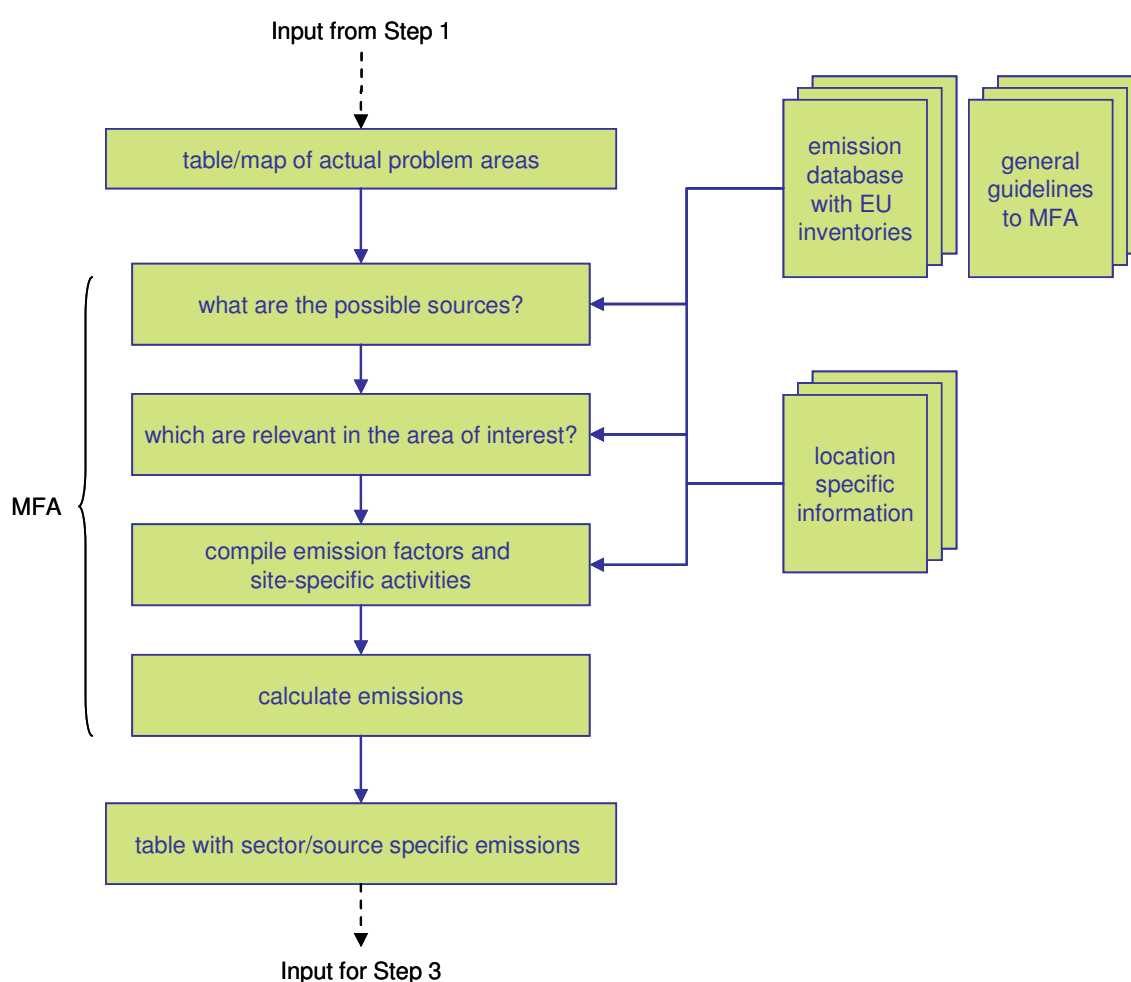 Input from Step 1
table/map of actual problem areas
emission
database
with EU
inventories
general
guidelines
to MFA
what are the possible sources?
which are relevant in the area of interest?
location
specific
information
MFA
compile emission factors and
site-specific activities
calculate emissions
table with sector/source specific emissions
Input for Step 3